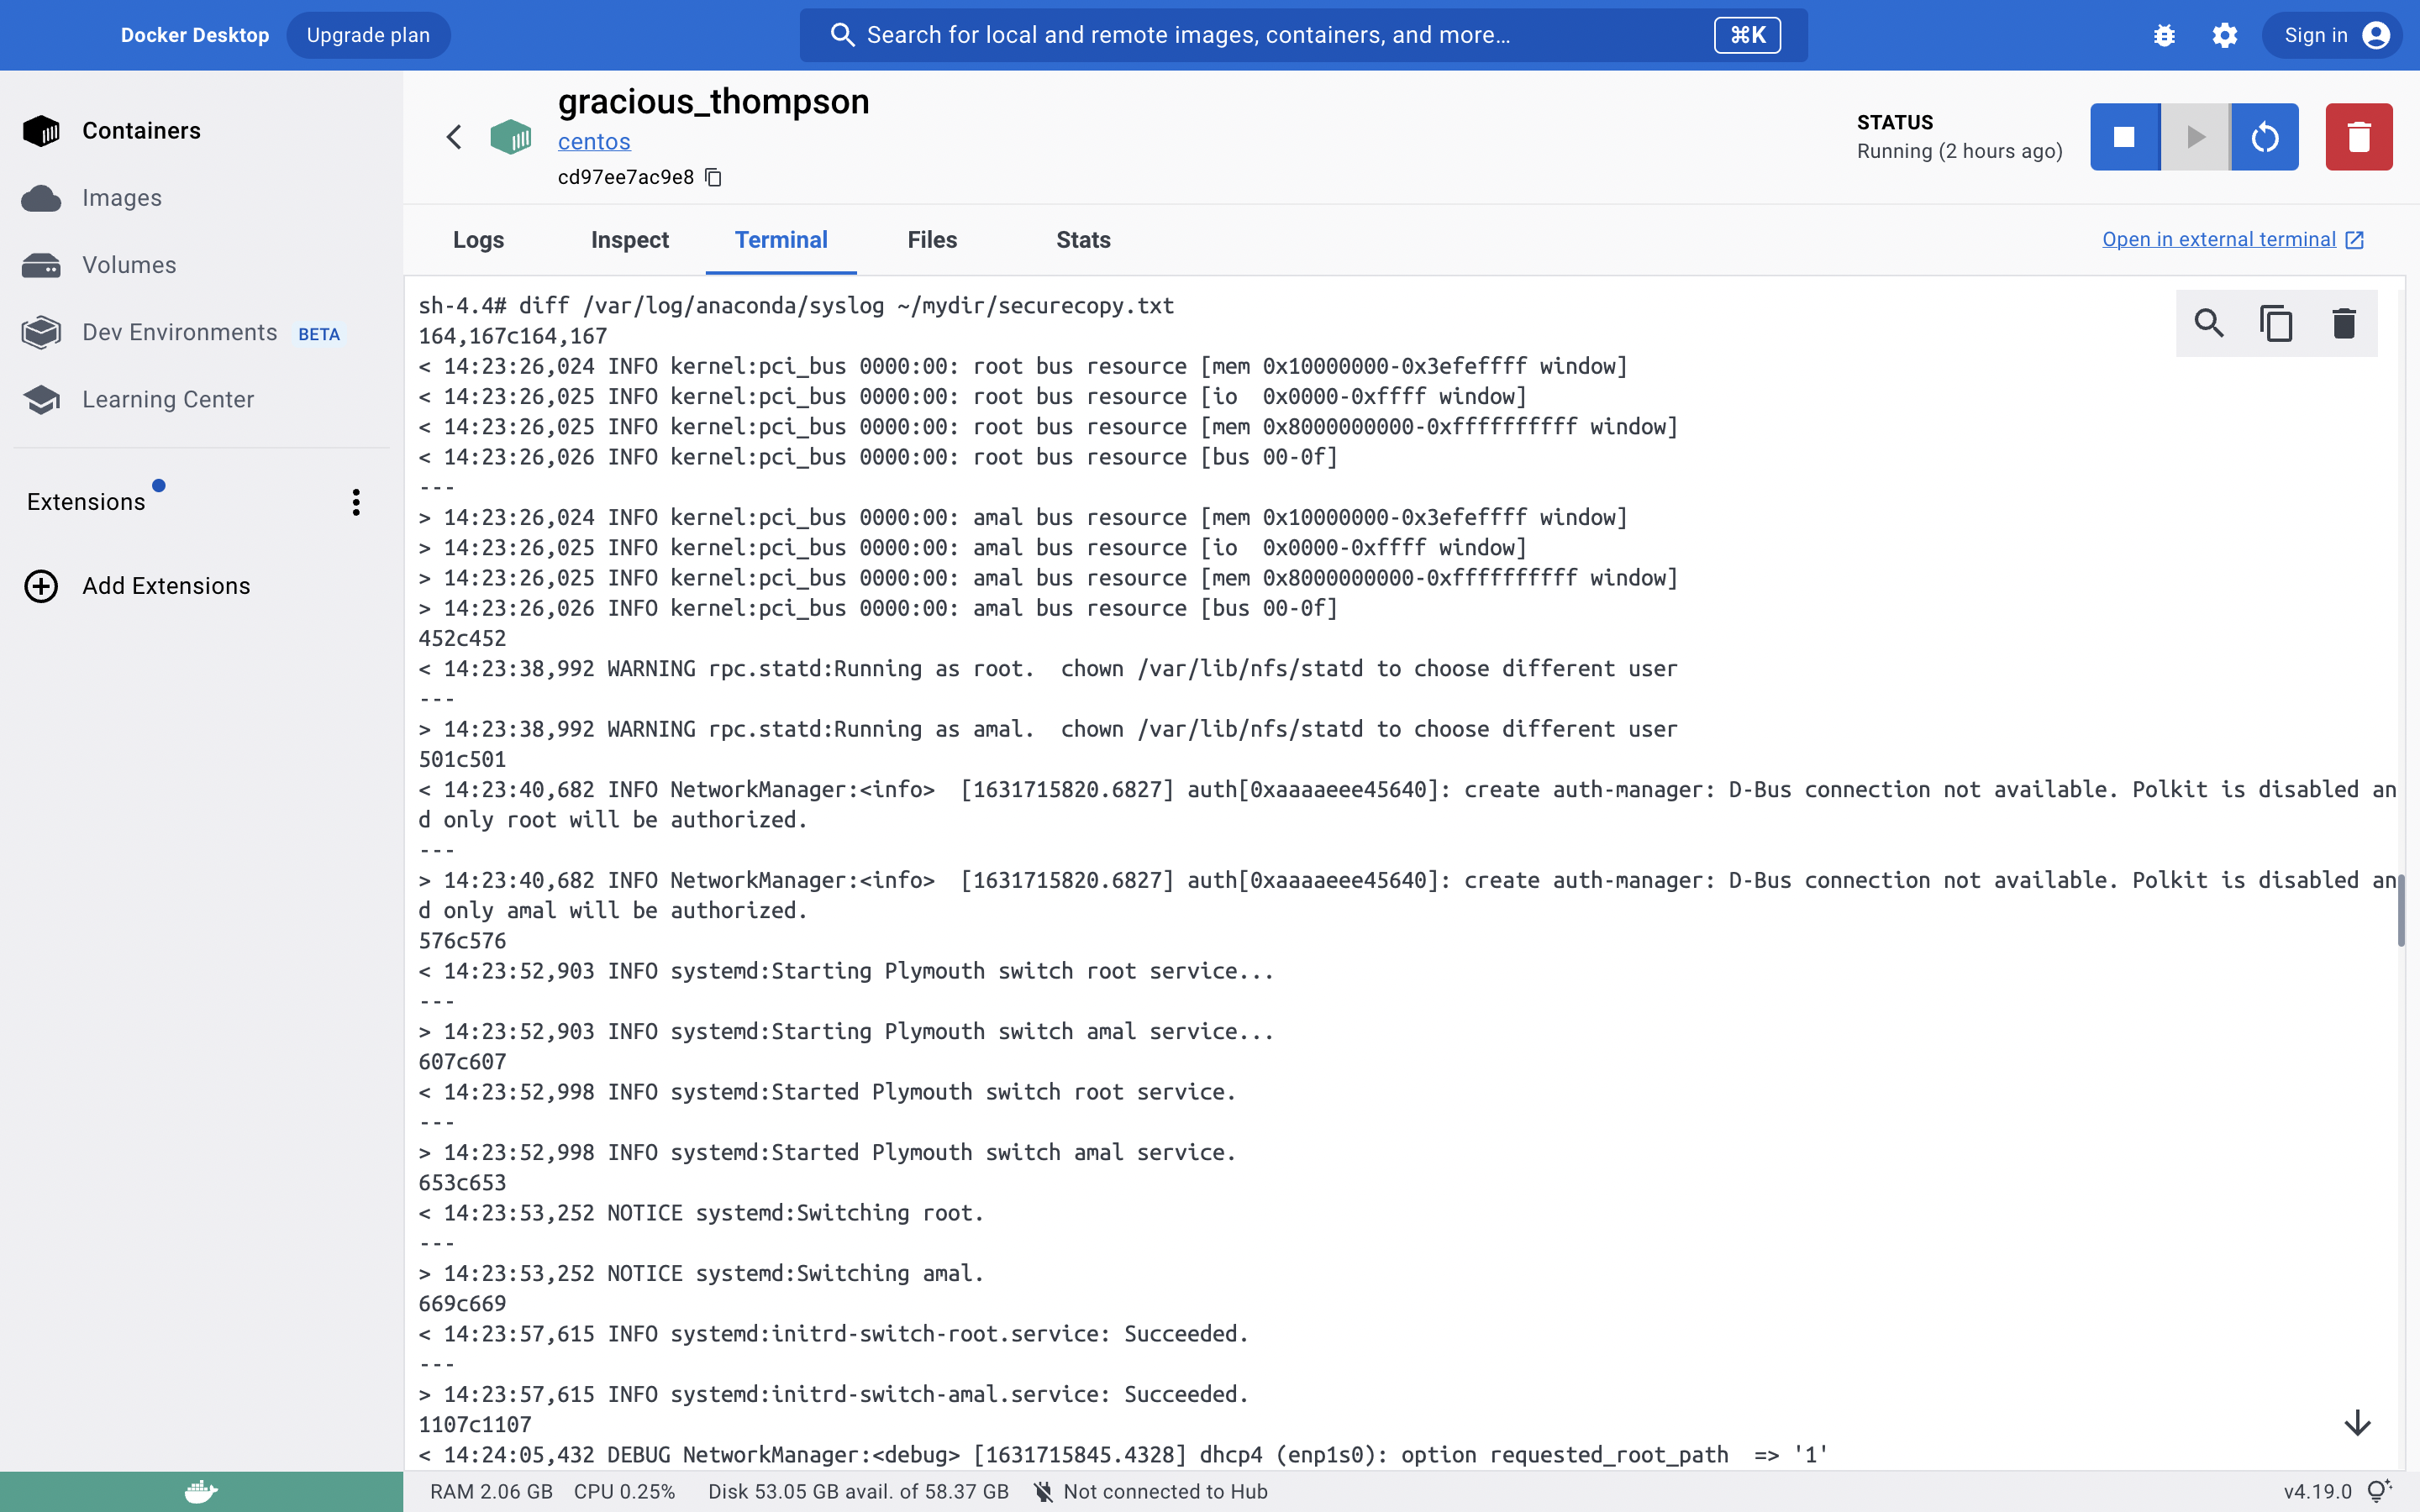 Docker Desktop
Upgrade plan
Search for local and remote images, containers, and more...
⌘K
Sign in
Containers
Images
Volumes
Dev Environments BETA
Learning Center
Extensions
Add Extensions
gracious_thompson
centos
cd97ee7ac9e8
STATUS
Running (2 hours ago)
Logs
Inspect
Terminal
Files
Stats
Open in external terminal
sh-4.4# diff /var/log/anaconda/syslog ~/mydir/securecopy.txt
164,167c164,167
< 14:23:26,024 INFO kernel:pci_bus 0000:00: root bus resource [mem 0x10000000-0x3efeffff window]
< 14:23:26,025 INFO kernel:pci_bus 0000:00: root bus resource [io  0x0000-0xffff window]
< 14:23:26,025 INFO kernel:pci_bus 0000:00: root bus resource [mem 0x8000000000-0xffffffffff window]
< 14:23:26,026 INFO kernel:pci_bus 0000:00: root bus resource [bus 00-0f]
---
> 14:23:26,024 INFO kernel:pci_bus 0000:00: amal bus resource [mem 0x10000000-0x3efeffff window]
> 14:23:26,025 INFO kernel:pci_bus 0000:00: amal bus resource [io  0x0000-0xffff window]
> 14:23:26,025 INFO kernel:pci_bus 0000:00: amal bus resource [mem 0x8000000000-0xffffffffff window]
> 14:23:26,026 INFO kernel:pci_bus 0000:00: amal bus resource [bus 00-0f]
452c452
< 14:23:38,992 WARNING rpc.statd:Running as root.  chown /var/lib/nfs/statd to choose different user
---
> 14:23:38,992 WARNING rpc.statd:Running as amal.  chown /var/lib/nfs/statd to choose different user
501c501
< 14:23:40,682 INFO NetworkManager:<info>  [1631715820.6827] auth[0xaaaaeee45640]: create auth-manager: D-Bus connection not available. Polkit is disabled an
d only root will be authorized.
---
> 14:23:40,682 INFO NetworkManager:<info>  [1631715820.6827] auth[0xaaaaeee45640]: create auth-manager: D-Bus connection not available. Polkit is disabled an
d only amal will be authorized.
576c576
< 14:23:52,903 INFO systemd:Starting Plymouth switch root service...
---
> 14:23:52,903 INFO systemd:Starting Plymouth switch amal service...
607c607
< 14:23:52,998 INFO systemd:Started Plymouth switch root service.
---
> 14:23:52,998 INFO systemd:Started Plymouth switch amal service.
653c653
< 14:23:53,252 NOTICE systemd:Switching root.
---
> 14:23:53,252 NOTICE systemd:Switching amal.
669c669
< 14:23:57,615 INFO systemd:initrd-switch-root.service: Succeeded.
---
> 14:23:57,615 INFO systemd:initrd-switch-amal.service: Succeeded.
1107c1107
< 14:24:05,432 DEBUG NetworkManager:<debug> [1631715845.4328] dhcp4 (enp1s0): option requested_root_path  => '1'
RAM 2.06 GB CPU 0.25% Disk 53.05 GB avail. of 58.37 GB Not connected to Hub
v4.19.0